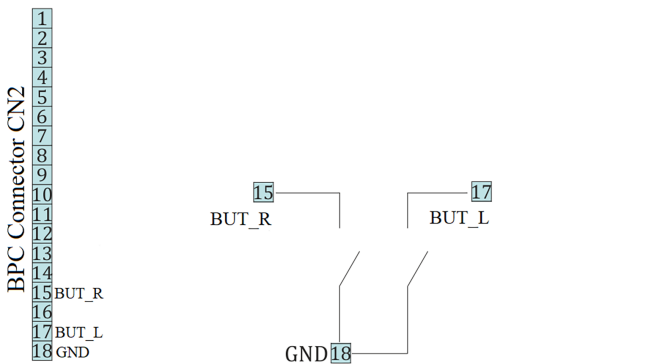 BPC Connector CN2
1
2
3
4
5
6
7
8
9
10
11
12
13
14
15 BUT_R
16
17 BUT_L
18 GND
15
BUT_R
17
BUT_L
GND 18